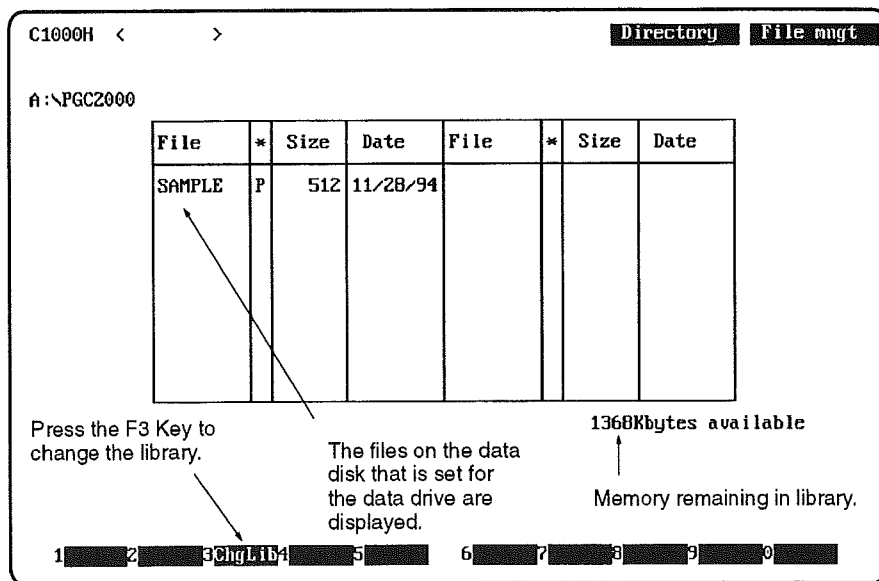 C1000H < > Directory File mngt
A:\PGC2000
File * Size Date File * Size Date
SAMPLE P 512 11/28/94
1368Kbytes available
Press the F3 Key to
change the library.
The files on the data
disk that is set for
the data drive are
displayed.
Memory remaining in library.
1 2 3ChgLib4 5 6 7 8 9 0